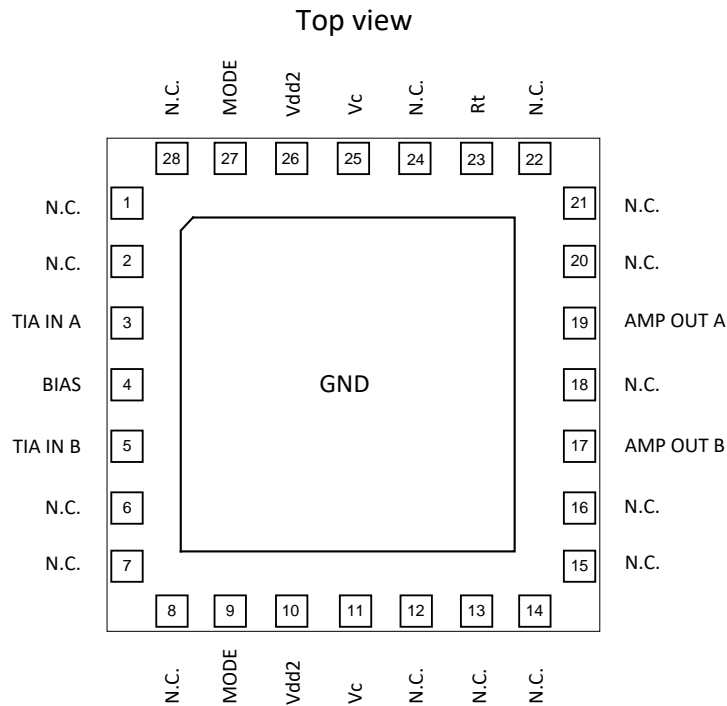 Top view
N.C.
MODE
Vdd2
Vc
N.C.
Rt
N.C.
28
27
26
25
24
23
22
N.C.
1
21
N.C.
N.C.
2
20
N.C.
TIA IN A
3
19
AMP OUT A
BIAS
4
GND
18
N.C.
TIA IN B
5
17
AMP OUT B
N.C.
6
16
N.C.
N.C.
7
15
N.C.
8
9
10
11
12
13
14
N.C.
MODE
Vdd2
Vc
N.C.
N.C.
N.C.